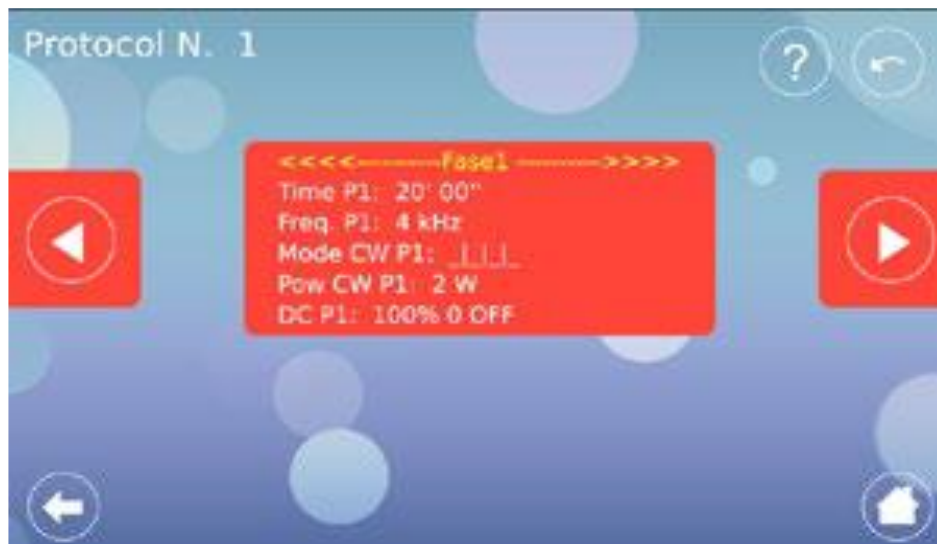 Protocol N. 1
?
<<<<--------Fase1 -------->>>>
Time P1: 20' 00"
Freq. P1: 4 kHz
Mode CW P1: _|_|_|_
Pow CW P1: 2 W
DC P1: 100% 0 OFF